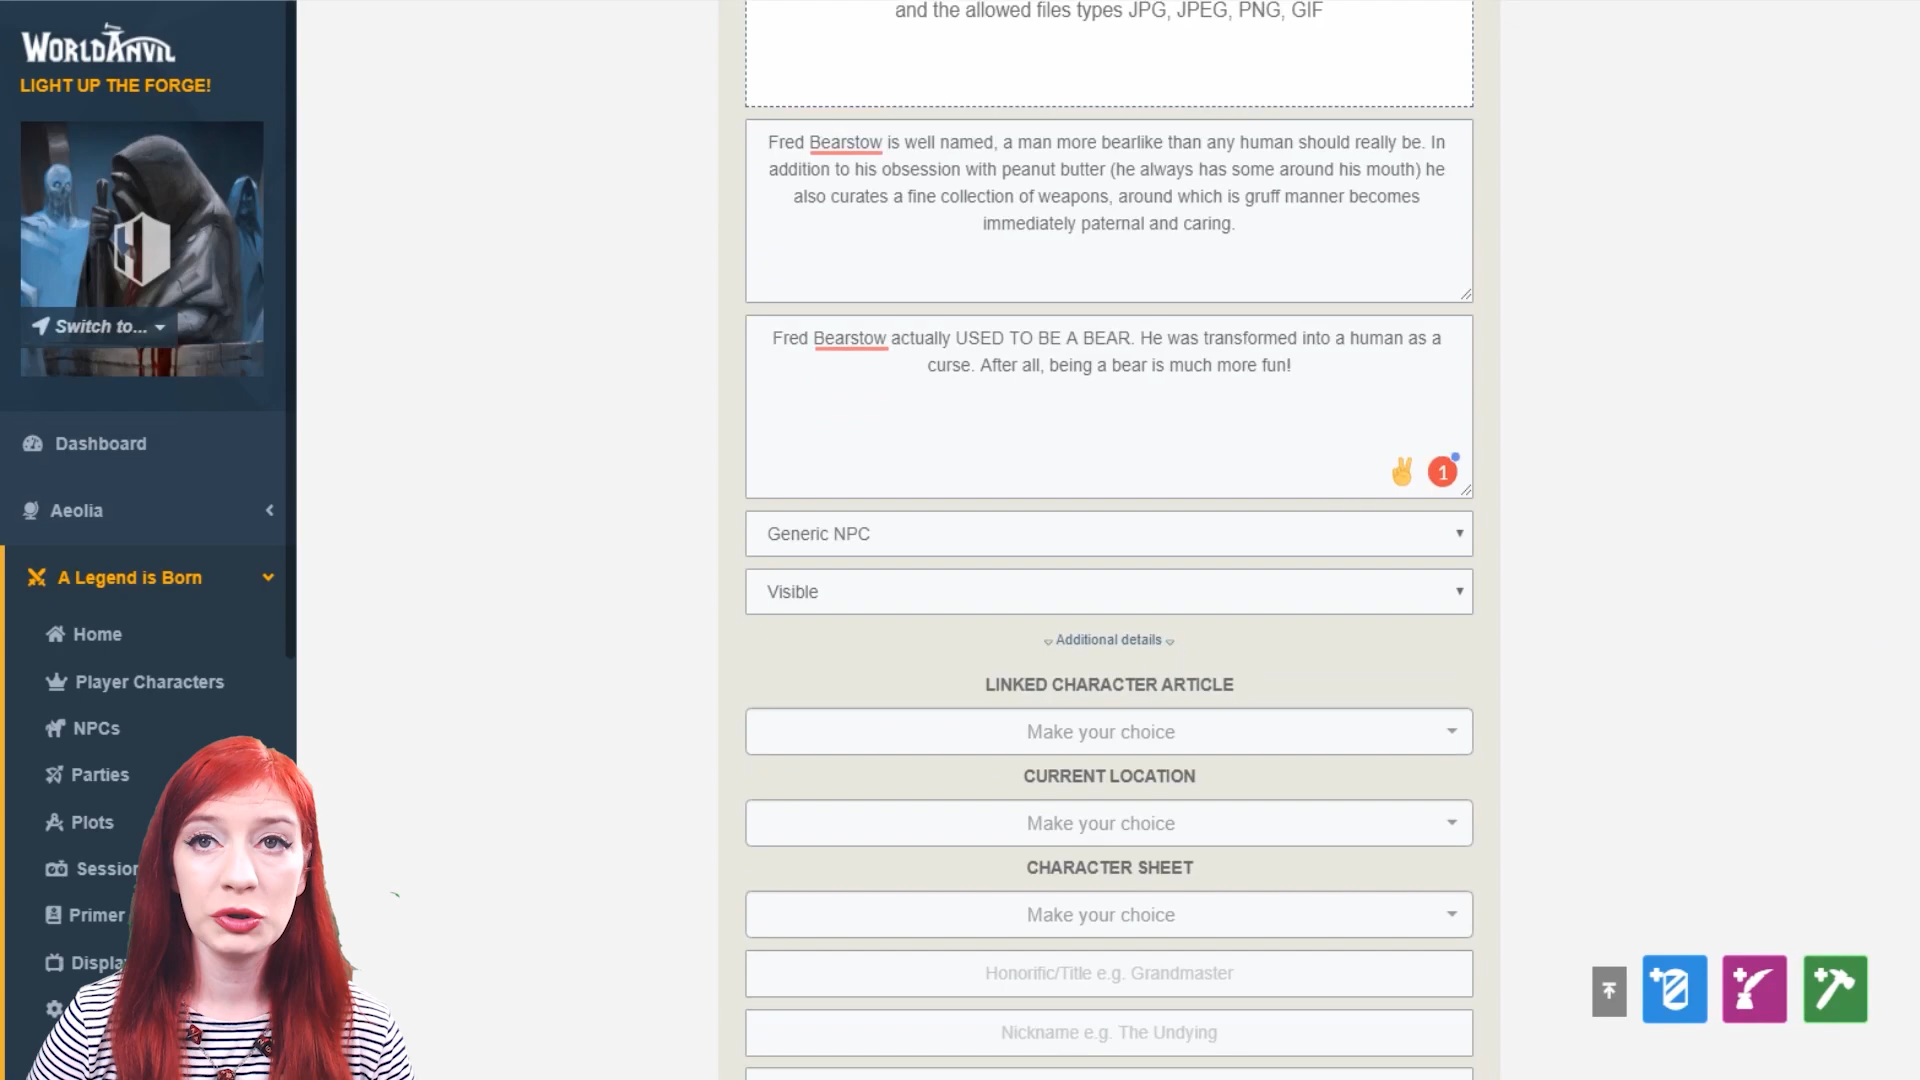 WORLDANVIL
LIGHT UP THE FORGE!
Switch to...
Dashboard
Aeolia
A Legend is Born
Home
Player Characters
NPCs
Parties
Plots
Session
Primer
Displa
and the allowed files types JPG, JPEG, PNG, GIF
Fred Bearstow is well named, a man more bearlike than any human should really be. In
addition to his obsession with peanut butter (he always has some around his mouth) he
also curates a fine collection of weapons, around which is gruff manner becomes
immediately paternal and caring.
Fred Bearstow actually USED TO BE A BEAR. He was transformed into a human as a
curse. After all, being a bear is much more fun!
1
Generic NPC
Visible
Additional details
LINKED CHARACTER ARTICLE
Make your choice
CURRENT LOCATION
Make your choice
CHARACTER SHEET
Make your choice
Honorific/Title e.g. Grandmaster
Nickname e.g. The Undying